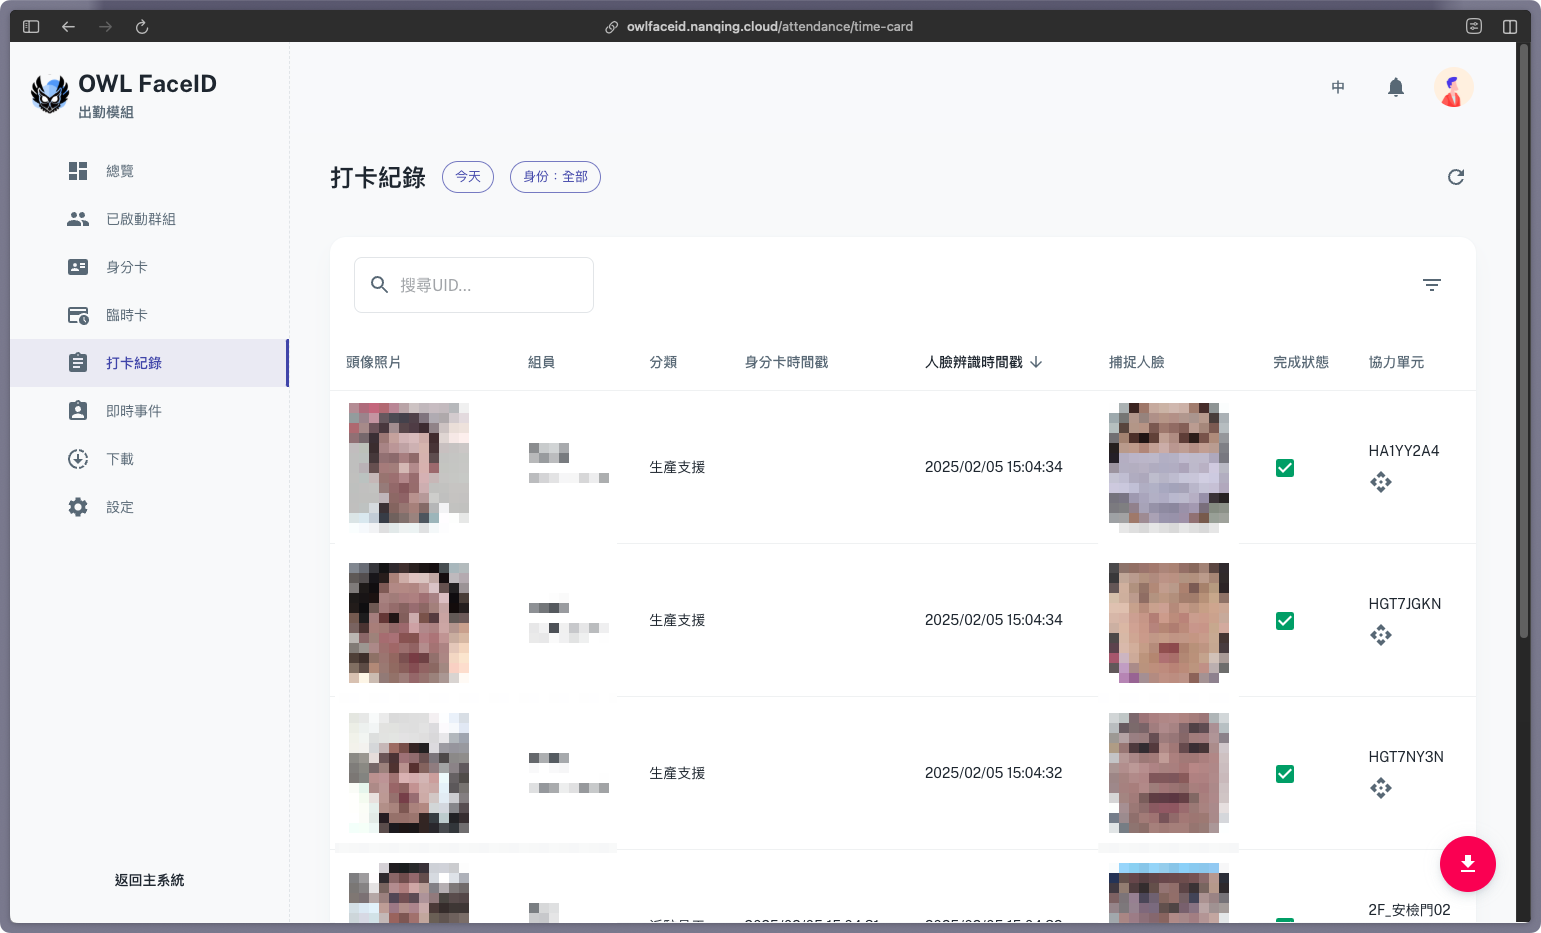 owlfaceid.nanqing.cloud/attendance/time-card
OWL FaceID
出勤模組
中
總覽
已啟動群組
身分卡
臨時卡
打卡紀錄
即時事件
下載
設定
返回主系統
打卡紀錄
今天
身份：全部
搜尋UID...
頭像照片 組員 分類 身分卡時間戳 人臉辨識時間戳 捕捉人臉 完成狀態 協力單元
生產支援 2025/02/05 15:04:34 HA1YY2A4
生產支援 2025/02/05 15:04:34 HGT7JGKN
生產支援 2025/02/05 15:04:32 HGT7NY3N
2F_安檢門02